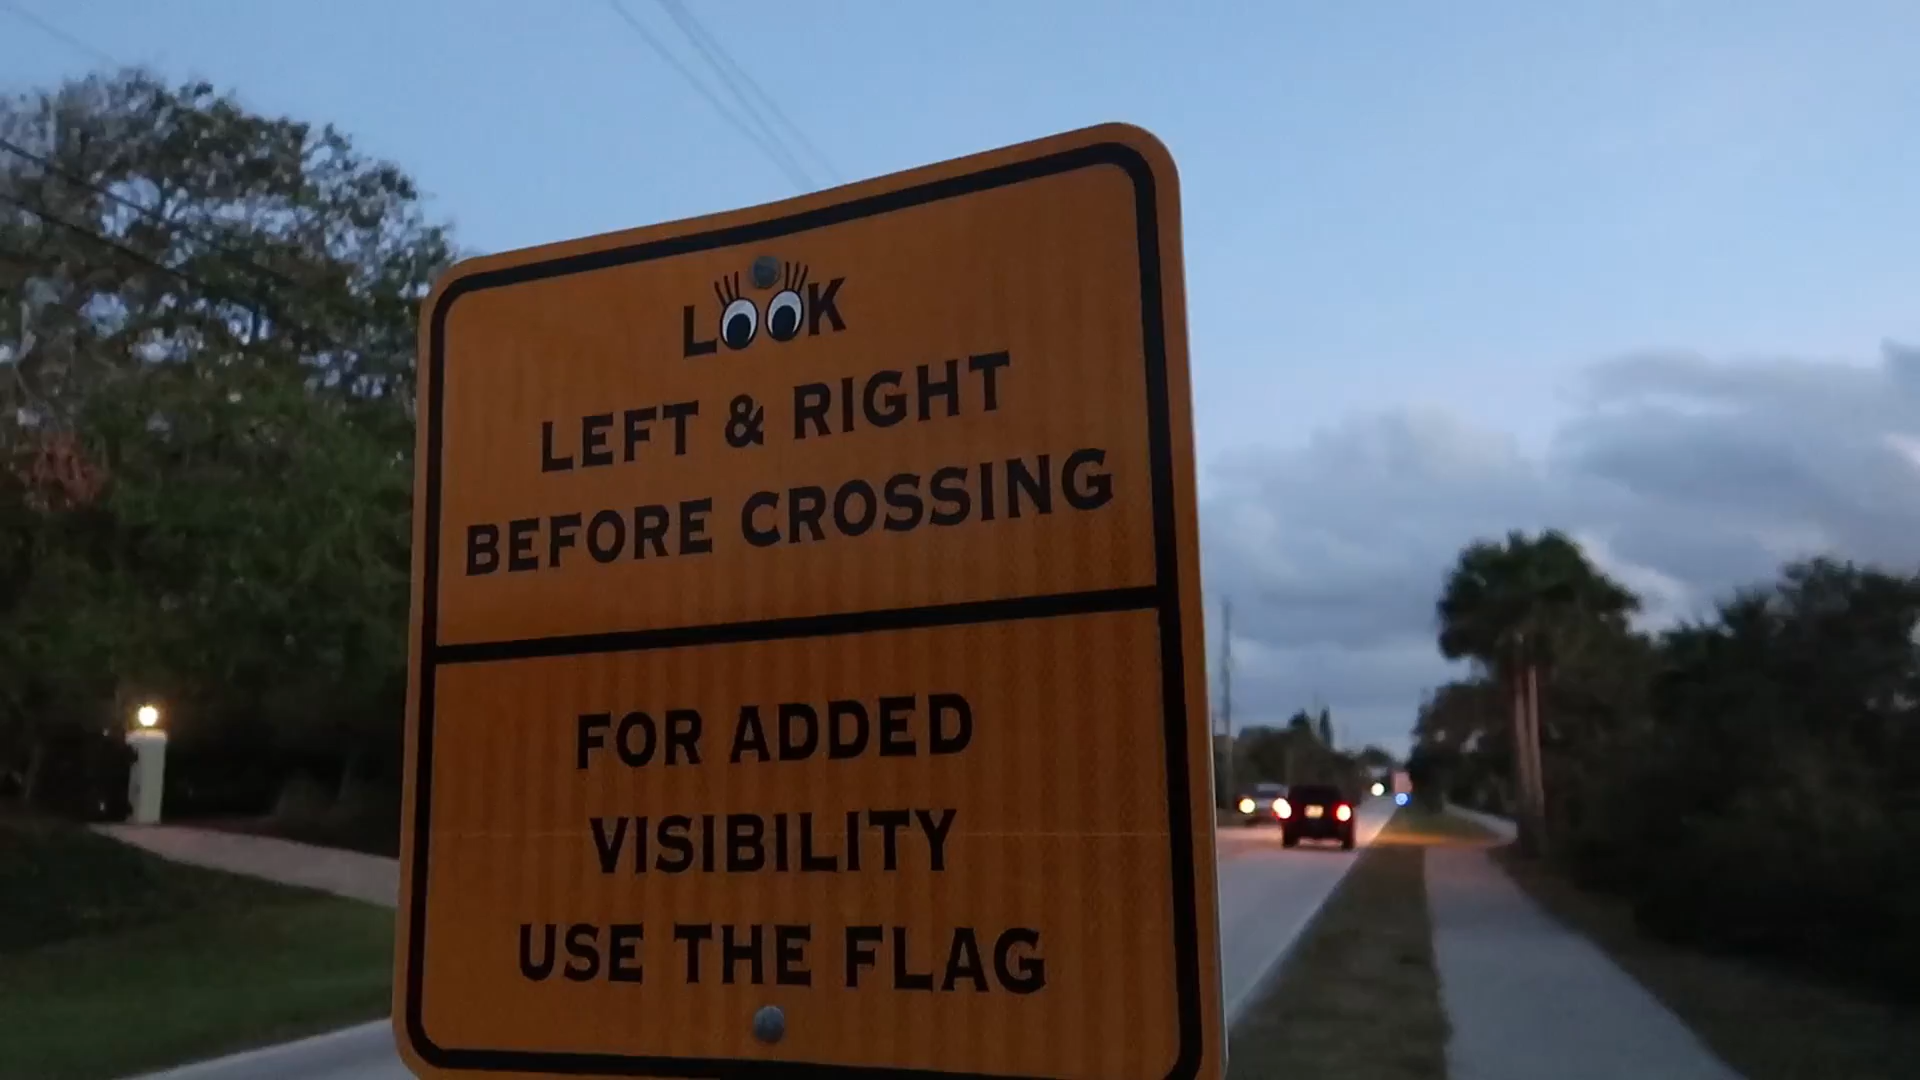 LOOK
LEFT & RIGHT
BEFORE CROSSING
FOR ADDED
VISIBILITY
USE THE FLAG